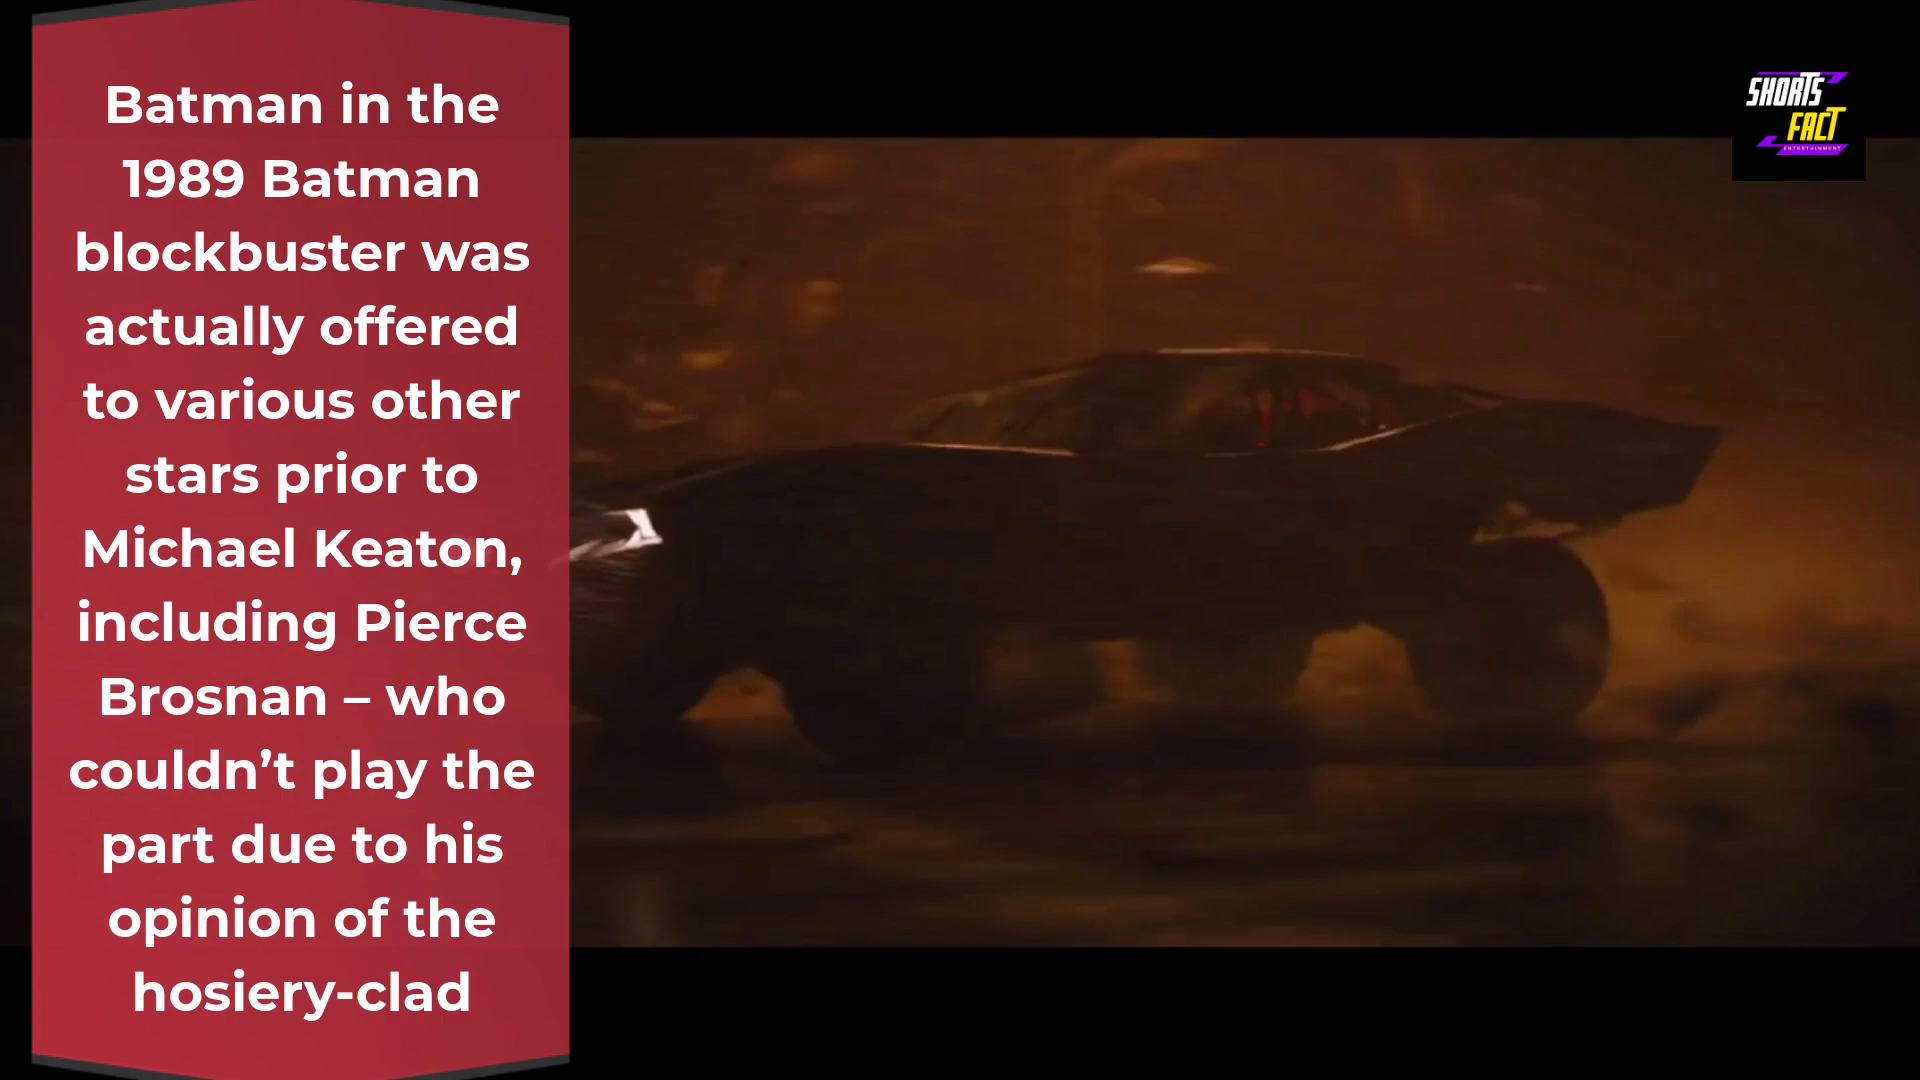 Batman in the
1989 Batman
blockbuster was
actually offered
to various other
stars prior to
Michael Keaton,
including Pierce
Brosnan – who
couldn’t play the
part due to his
opinion of the
hosiery-clad
SHORTS
FACT
ENTERTAINMENT